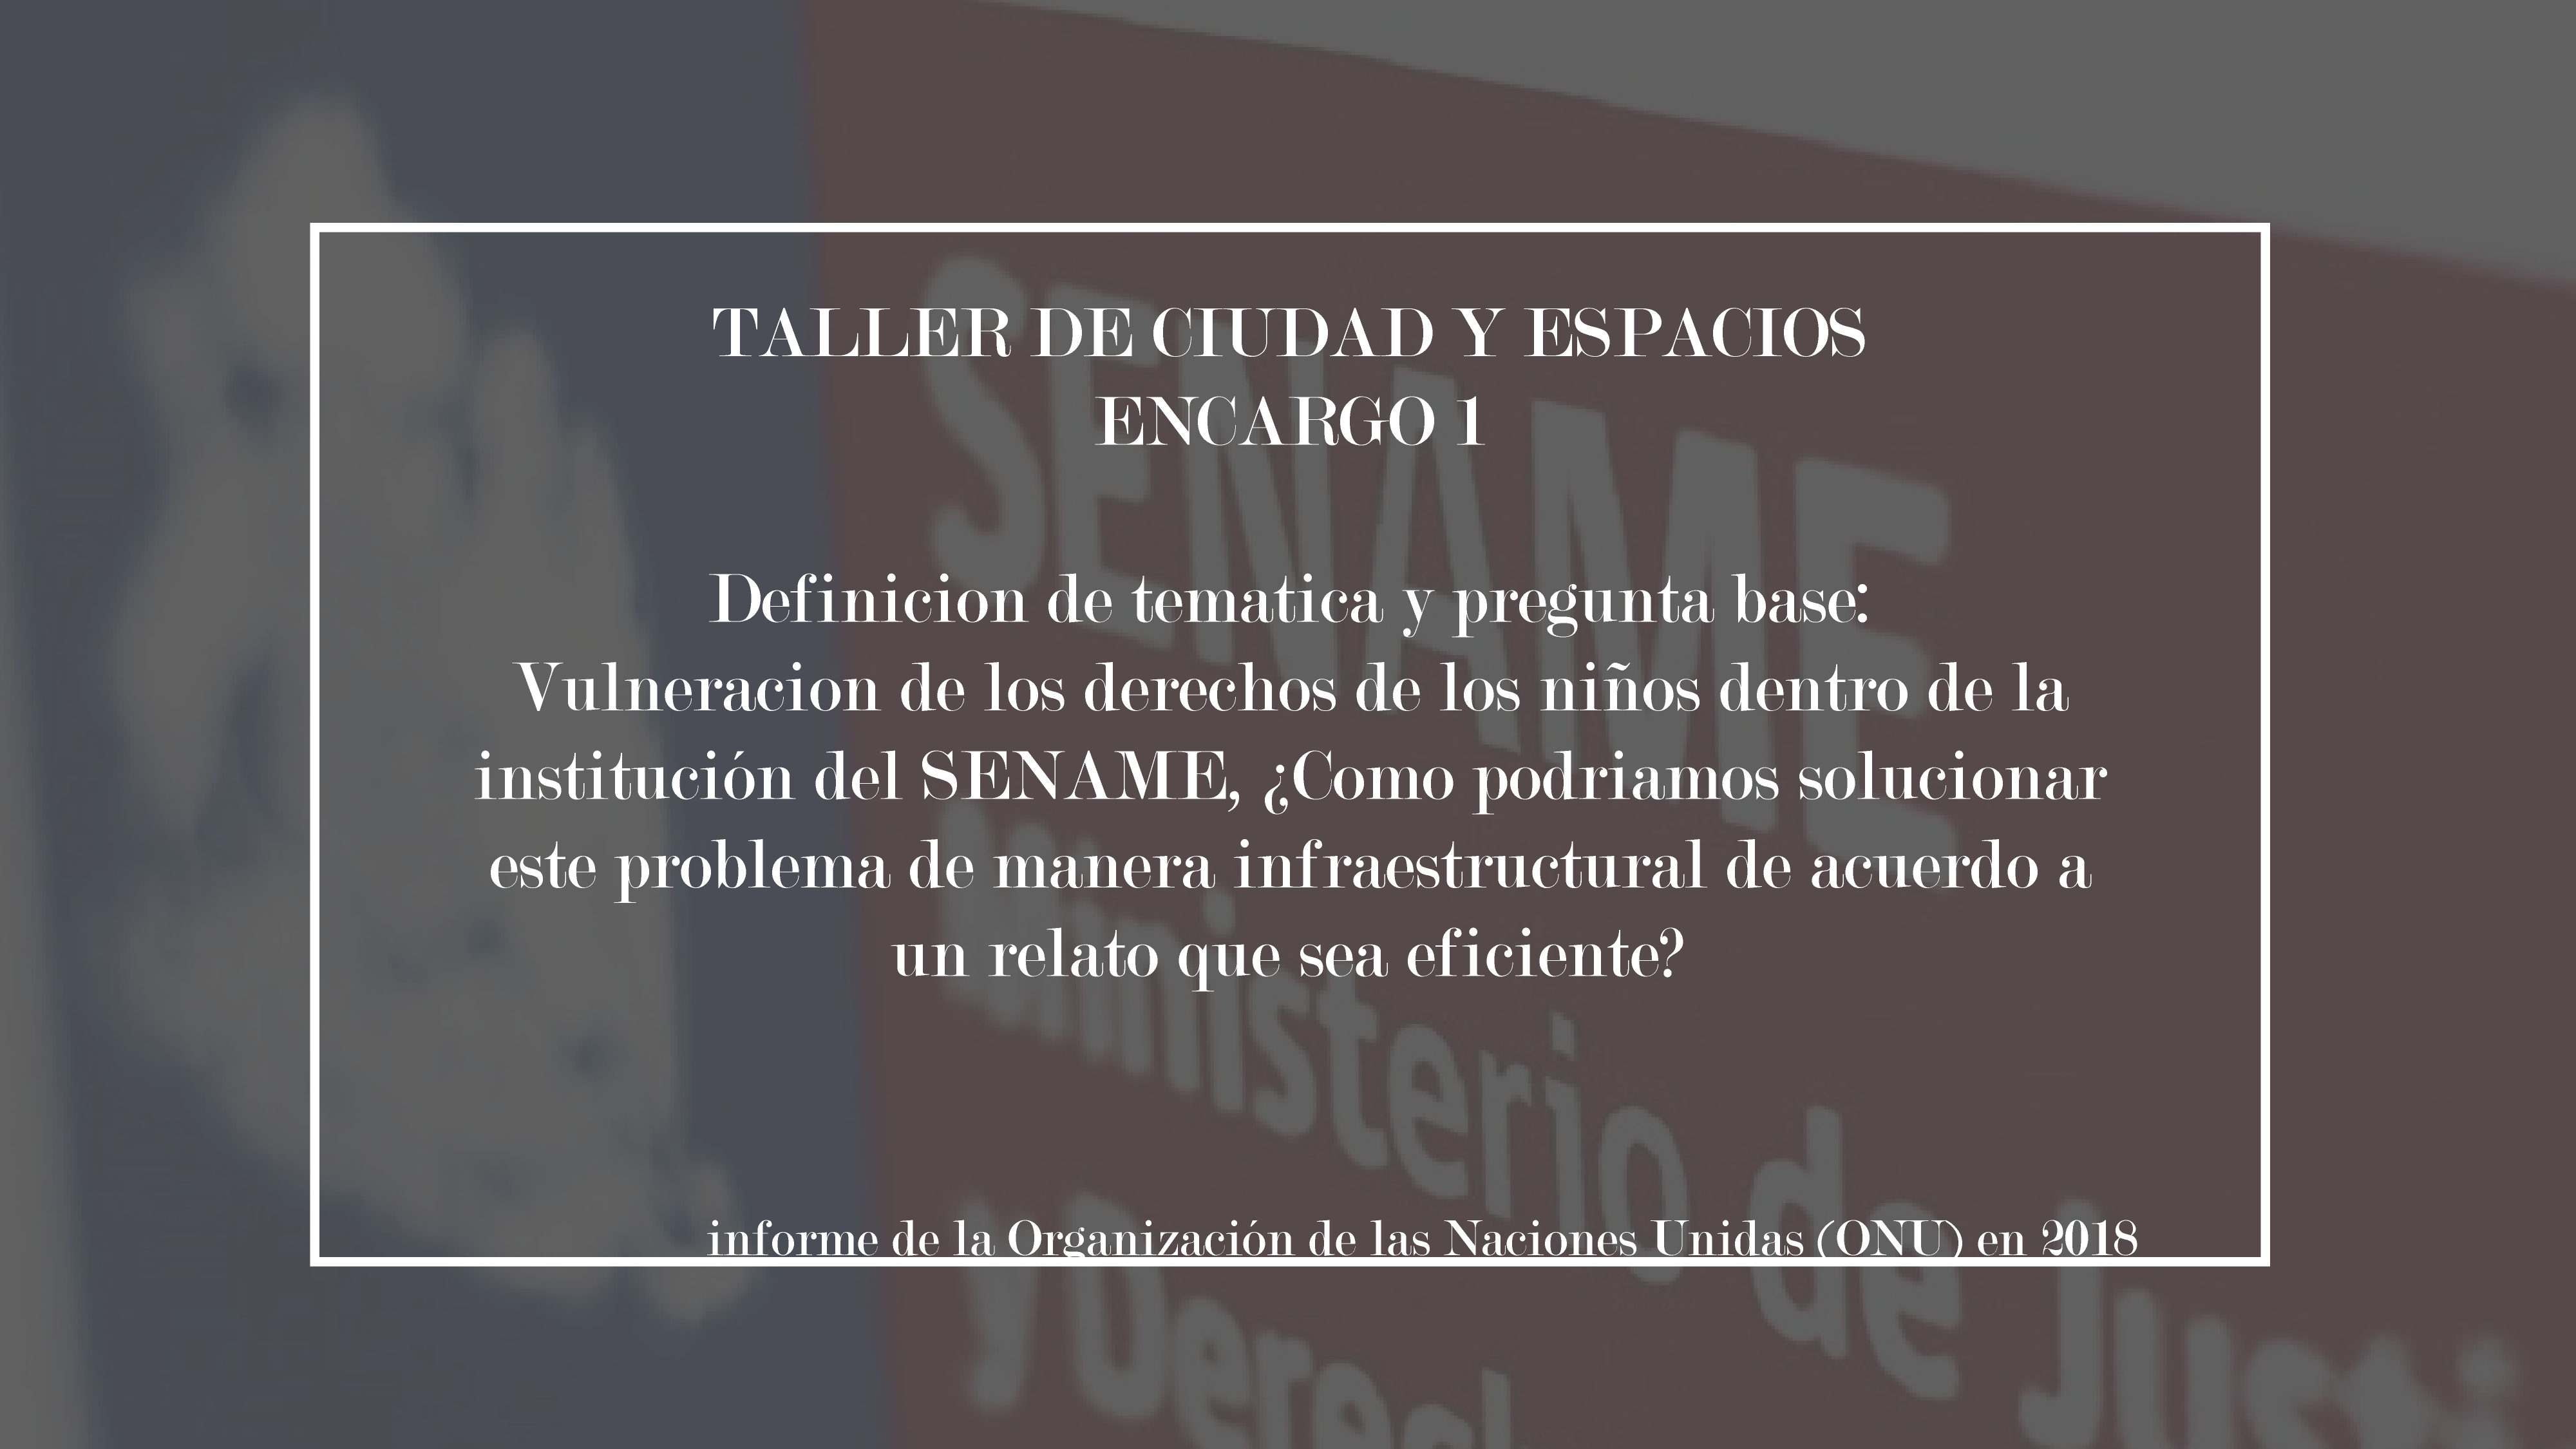 TALLER DE CIUDAD Y ESPACIOS
ENCARGO 1
Definicion de tematica y pregunta base:
Vulneracion de los derechos de los niños dentro de la
institución del SENAME, ¿Como podriamos solucionar
este problema de manera infraestructural de acuerdo a
un relato que sea eficiente?
informe de la Organización de las Naciones Unidas (ONU) en 2018
SENAME
Ministerio de Justi
y Derech